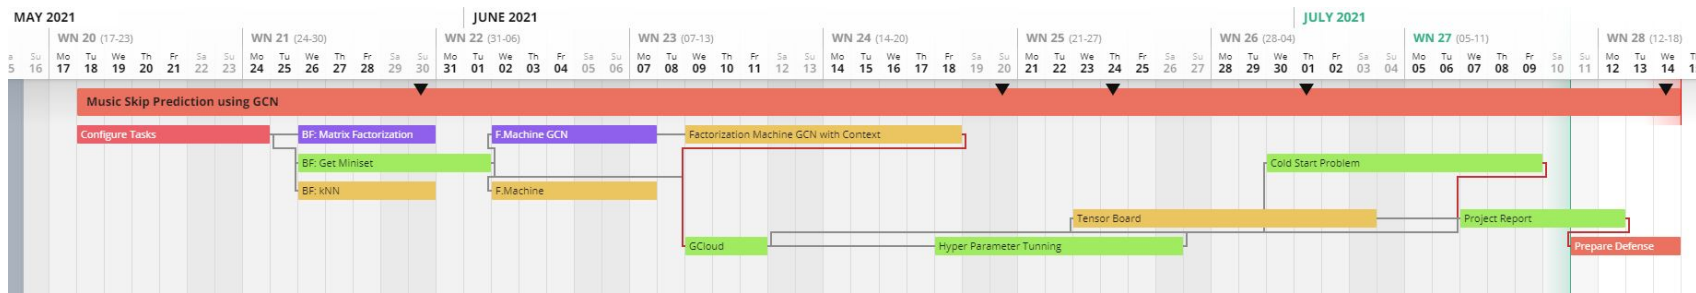 MAY 2021 JUNE 2021 JULY 2021
WN 20 (17-23) WN 21 (24-30) WN 22 (31-06) WN 23 (07-13) WN 24 (14-20) WN 25 (21-27) WN 26 (28-04) WN 27 (05-11) WN 28 (12-18)
a Su Mo Tu We Th Fr Sa Su Mo Tu We Th Fr Sa Su Mo Tu We Th Fr Sa Su Mo Tu We Th Fr Sa Su Mo Tu We Th Fr Sa Su Mo Tu We Th Fr Sa Su Mo Tu We Th Fr Sa Su Mo Tu We Th Fr Sa Su Mo Tu We T
5 16 17 18 19 20 21 22 23 24 25 26 27 28 29 30 31 01 02 03 04 05 06 07 08 09 10 11 12 13 14 15 16 17 18 19 20 21 22 23 24 25 26 27 28 29 30 01 02 03 04 05 06 07 08 09 10 11 12 13 14 1
Music Skip Prediction using GCN
Configure Tasks BF: Matrix Factorization F.Machine GCN Factorization Machine GCN with Context
BF: Get Miniset Cold Start Problem
BF: kNN F.Machine
Tensor Board Project Report
GCloud Hyper Parameter Tunning Prepare Defense